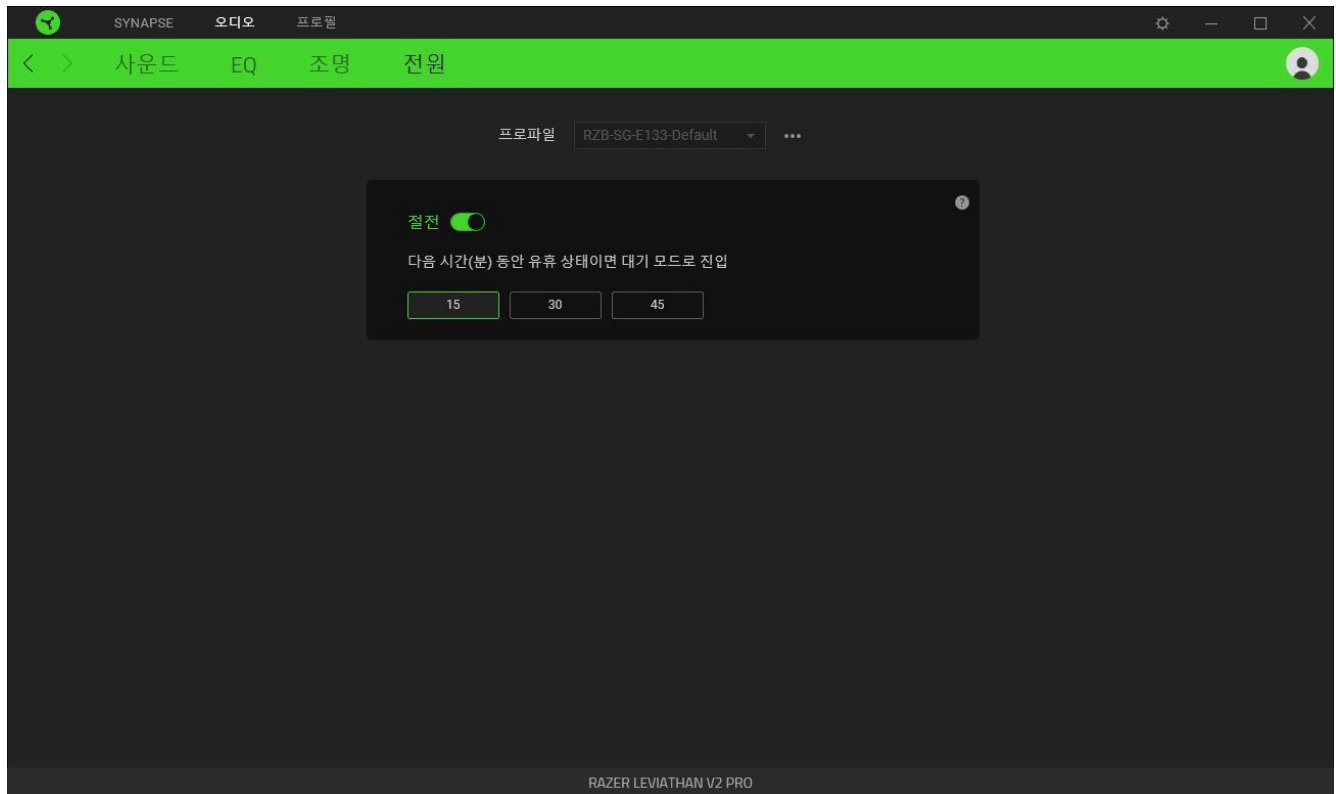 SYNAPSE 오디오 프로필
사운드 EQ 조명 전원
프로파일 RZB-SG-E133-Default
절전
?
다음 시간(분) 동안 유휴 상태이면 대기 모드로 진입
15 30 45
RAZER LEVIATHAN V2 PRO